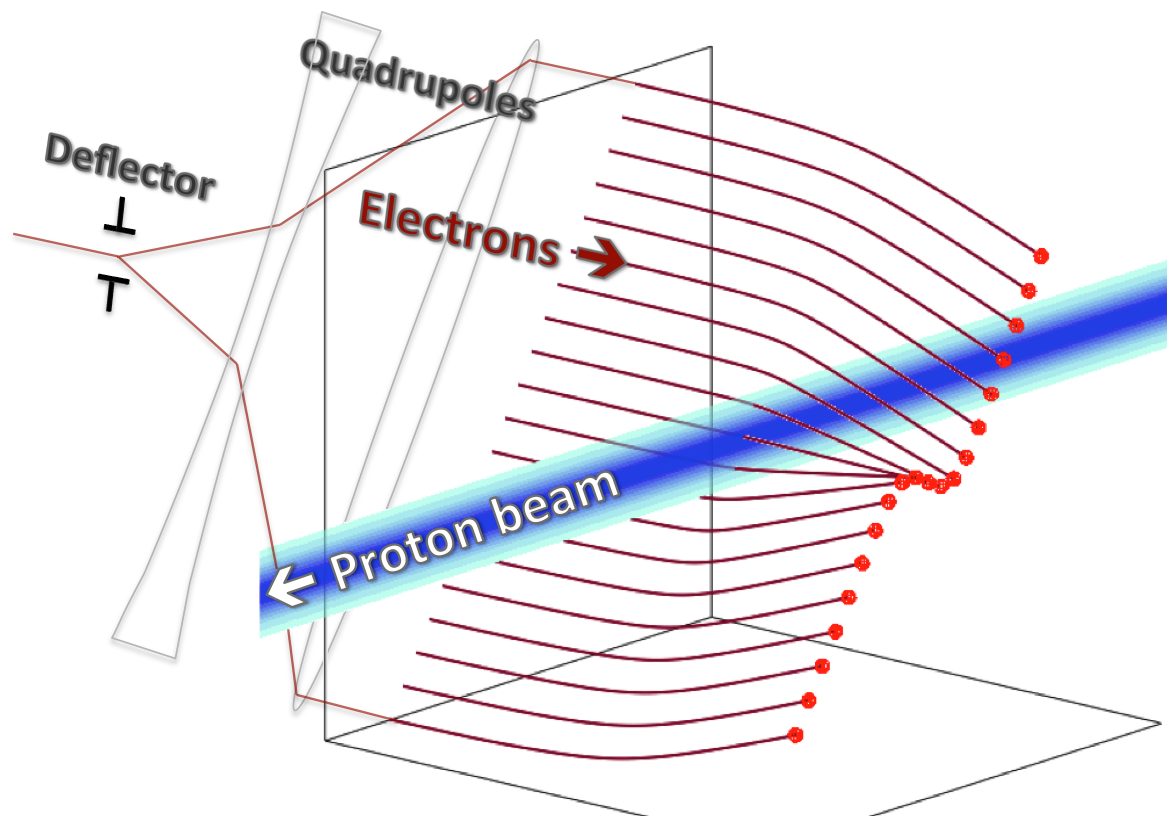 Quadrupoles
Deflector
Electrons
Proton beam